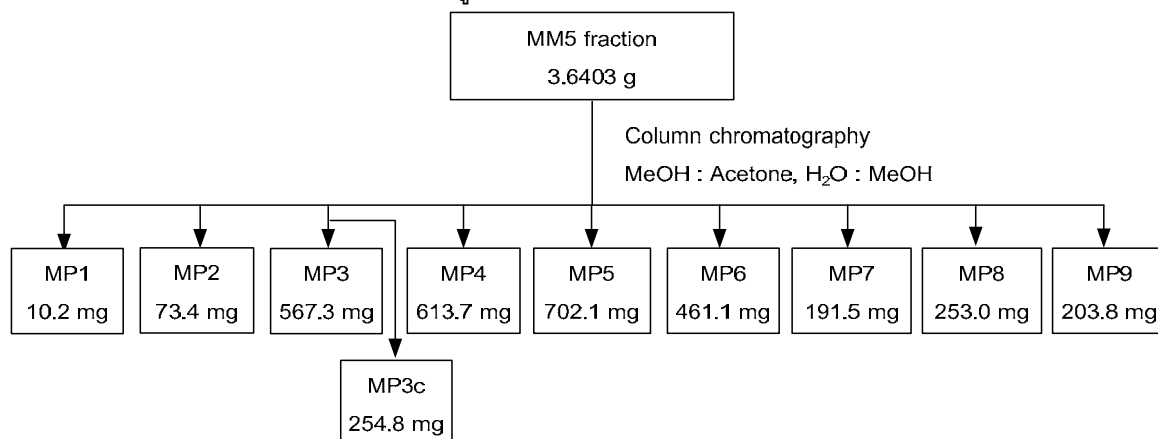 MM5 fraction
3.6403 g
Column chromatography
MeOH : Acetone, H₂O : MeOH
MP1
10.2 mg
MP2
73.4 mg
MP3
567.3 mg
MP4
613.7 mg
MP5
702.1 mg
MP6
461.1 mg
MP7
191.5 mg
MP8
253.0 mg
MP9
203.8 mg
MP3c
254.8 mg